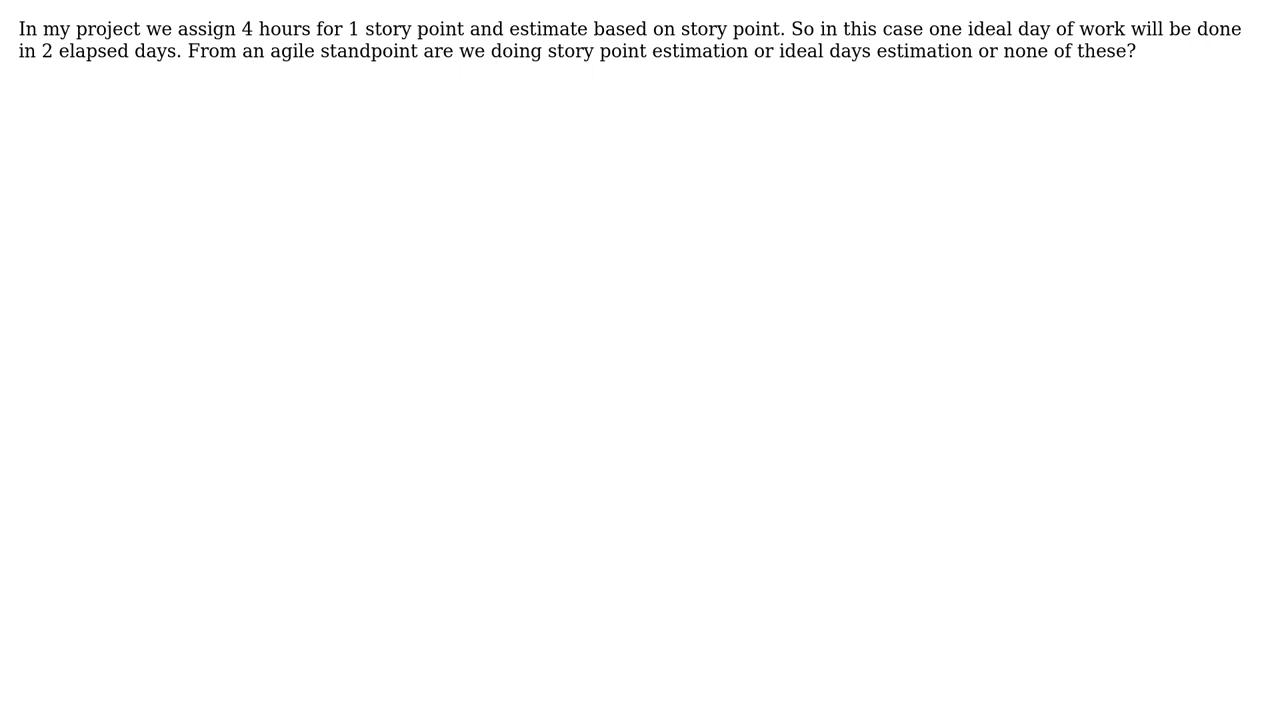 In my project we assign 4 hours for 1 story point and estimate based on story point. So in this case one ideal day of work will be done
in 2 elapsed days. From an agile standpoint are we doing story point estimation or ideal days estimation or none of these?